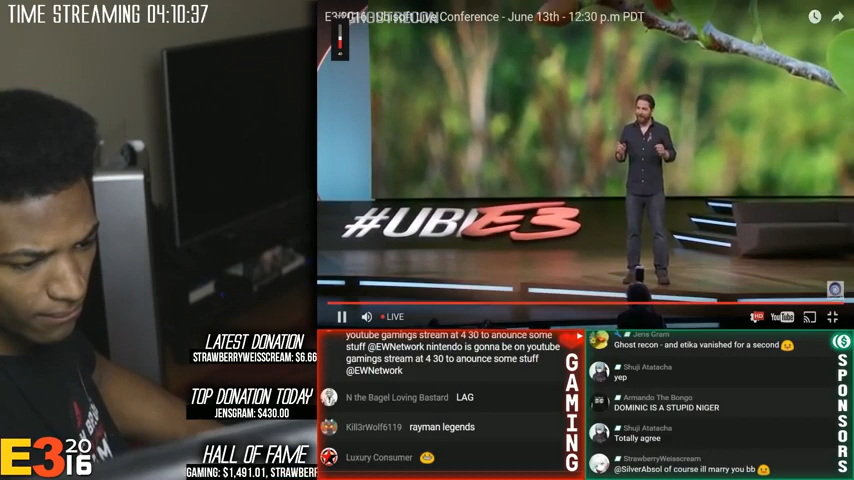 TIME STREAMING 04:10:37
E3 2016 - Ubisoft Live Conference - June 13th - 12:30 p.m PDT
#UBIE3
LIVE
YouTube
LATEST DONATION
STRAWBERRYWEISSCREAM: $6.66
TOP DONATION TODAY
JENSGRAM: $430.00
HALL OF FAME
GAMING: $1,491.01, STRAWBERR
E3 2016
youtube gamings stream at 4 30 to anounce some
stuff @EWNetwork nintendo is gonna be on youtube
gamings stream at 4 30 to anounce some stuff
@EWNetwork
N the Bagel Loving Bastard LAG
Kill3rWolf6119 rayman legends
Luxury Consumer
GAMING
Jens Gram
Ghost recon - and etika vanished for a second
Shuji Atatacha
yep
Armando The Bongo
DOMINIC IS A STUPID NIGER
Shuji Atatacha
Totally agree
StrawberryWeisscream
@SilverAbsol of course ill marry you bb
SPONSORS